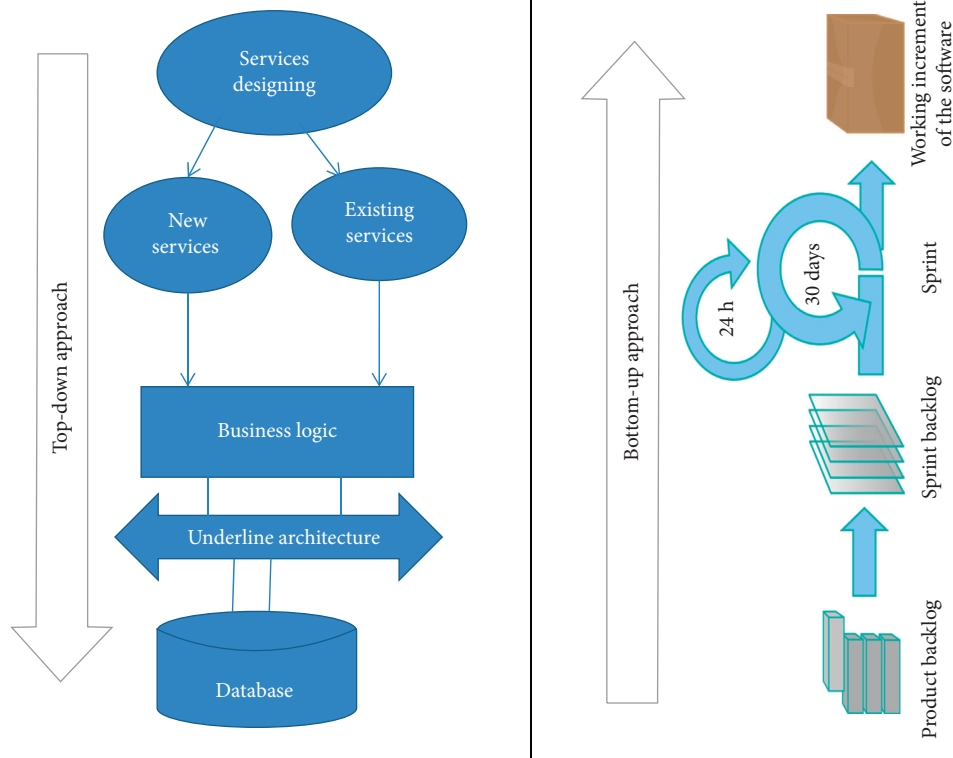 Top-down approach
Services
designing
New
services
Existing
services
Business logic
Underline architecture
Database
Bottom-up approach
Working increment
of the software
24 h
30 days
Sprint
Sprint backlog
Product backlog